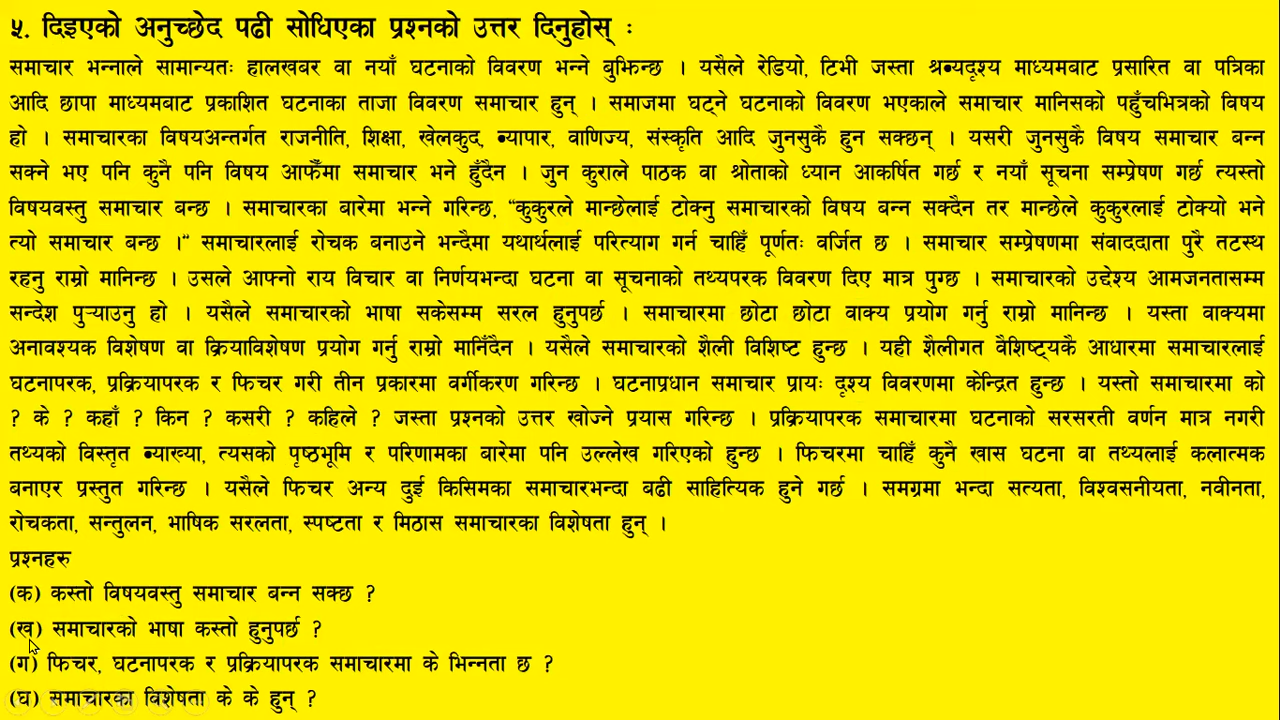 ५. दिइएको अनुच्छेद पढी सोधिएका प्रश्नको उत्तर दिनुहोस् :
समाचार भन्नाले सामान्यतः हालखबर वा नयाँ घटनाको विवरण भन्ने बुझिन्छ । यसैले रेडियो, टिभी जस्ता श्रव्यदृश्य माध्यमबाट प्रसारित वा पत्रिका
आदि छापा माध्यमबाट प्रकाशित घटनाका ताजा विवरण समाचार हुन् । समाजमा घट्ने घटनाको विवरण भएकाले समाचार मानिसको पहुँचभित्रको विषय
हो । समाचारका विषयअन्तर्गत राजनीति, शिक्षा, खेलकुद, व्यापार, वाणिज्य, संस्कृति आदि जुनसुकै हुन सक्छन् । यसरी जुनसुकै विषय समाचार बन्न
सक्ने भए पनि कुनै पनि विषय आफैँमा समाचार भने हुँदैन । जुन कुराले पाठक वा श्रोताको ध्यान आकर्षित गर्छ र नयाँ सूचना सम्प्रेषण गर्छ त्यस्तो
विषयवस्तु समाचार बन्छ । समाचारका बारेमा भन्ने गरिन्छ, “कुकुरले मान्छेलाई टोक्नु समाचारको विषय बन्न सक्दैन तर मान्छेले कुकुरलाई टोक्यो भने
त्यो समाचार बन्छ ।” समाचारलाई रोचक बनाउने भन्दैमा यथार्थलाई परित्याग गर्न चाहिँ पूर्णतः वर्जित छ । समाचार सम्प्रेषणमा संवाददाता पुरै तटस्थ
रहनु राम्रो मानिन्छ । उसले आफ्नो राय विचार वा निर्णयभन्दा घटना वा सूचनाको तथ्यपरक विवरण दिए मात्र पुग्छ । समाचारको उद्देश्य आमजनतासम्म
सन्देश पुऱ्याउनु हो । यसैले समाचारको भाषा सकेसम्म सरल हुनुपर्छ । समाचारमा छोटा छोटा वाक्य प्रयोग गर्नु राम्रो मानिन्छ । यस्ता वाक्यमा
अनावश्यक विशेषण वा क्रियाविशेषण प्रयोग गर्नु राम्रो मानिँदैन । यसैले समाचारको शैली विशिष्ट हुन्छ । यही शैलीगत वैशिष्ट्यकै आधारमा समाचारलाई
घटनापरक, प्रक्रियापरक र फिचर गरी तीन प्रकारमा वर्गीकरण गरिन्छ । घटनाप्रधान समाचार प्रायः दृश्य विवरणमा केन्द्रित हुन्छ । यस्तो समाचारमा को
? के ? कहाँ ? किन ? कसरी ? कहिले ? जस्ता प्रश्नको उत्तर खोज्ने प्रयास गरिन्छ । प्रक्रियापरक समाचारमा घटनाको सरसरती वर्णन मात्र नगरी
तथ्यको विस्तृत व्याख्या, त्यसको पृष्ठभूमि र परिणामका बारेमा पनि उल्लेख गरिएको हुन्छ । फिचरमा चाहिँ कुनै खास घटना वा तथ्यलाई कलात्मक
बनाएर प्रस्तुत गरिन्छ । यसैले फिचर अन्य दुई किसिमका समाचारभन्दा बढी साहित्यिक हुने गर्छ । समग्रमा भन्दा सत्यता, विश्वसनीयता, नवीनता,
रोचकता, सन्तुलन, भाषिक सरलता, स्पष्टता र मिठास समाचारका विशेषता हुन् ।
प्रश्नहरु
(क) कस्तो विषयवस्तु समाचार बन्न सक्छ ?
(ख) समाचारको भाषा कस्तो हुनुपर्छ ?
(ग) फिचर, घटनापरक र प्रक्रियापरक समाचारमा के भिन्नता छ ?
(घ) समाचारका विशेषता के के हुन् ?